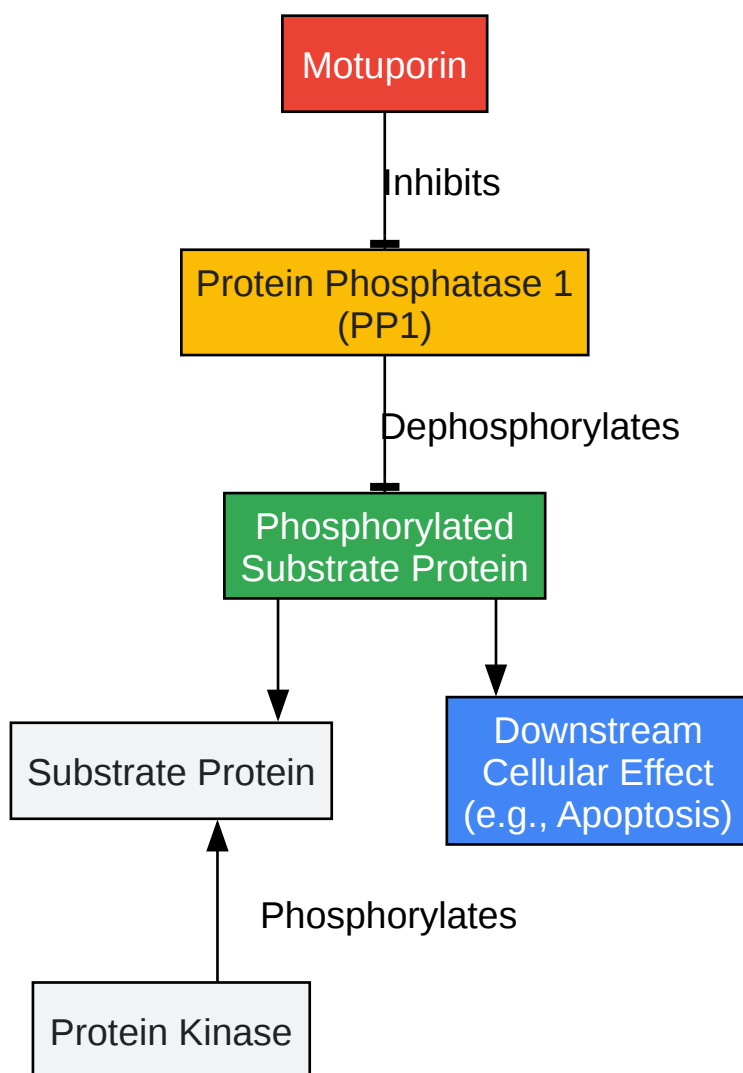 Motuporin
Inhibits
Protein Phosphatase 1
(PP1)
Dephosphorylates
Phosphorylated
Substrate Protein
Substrate Protein
Downstream
Cellular Effect
(e.g., Apoptosis)
Phosphorylates
Protein Kinase